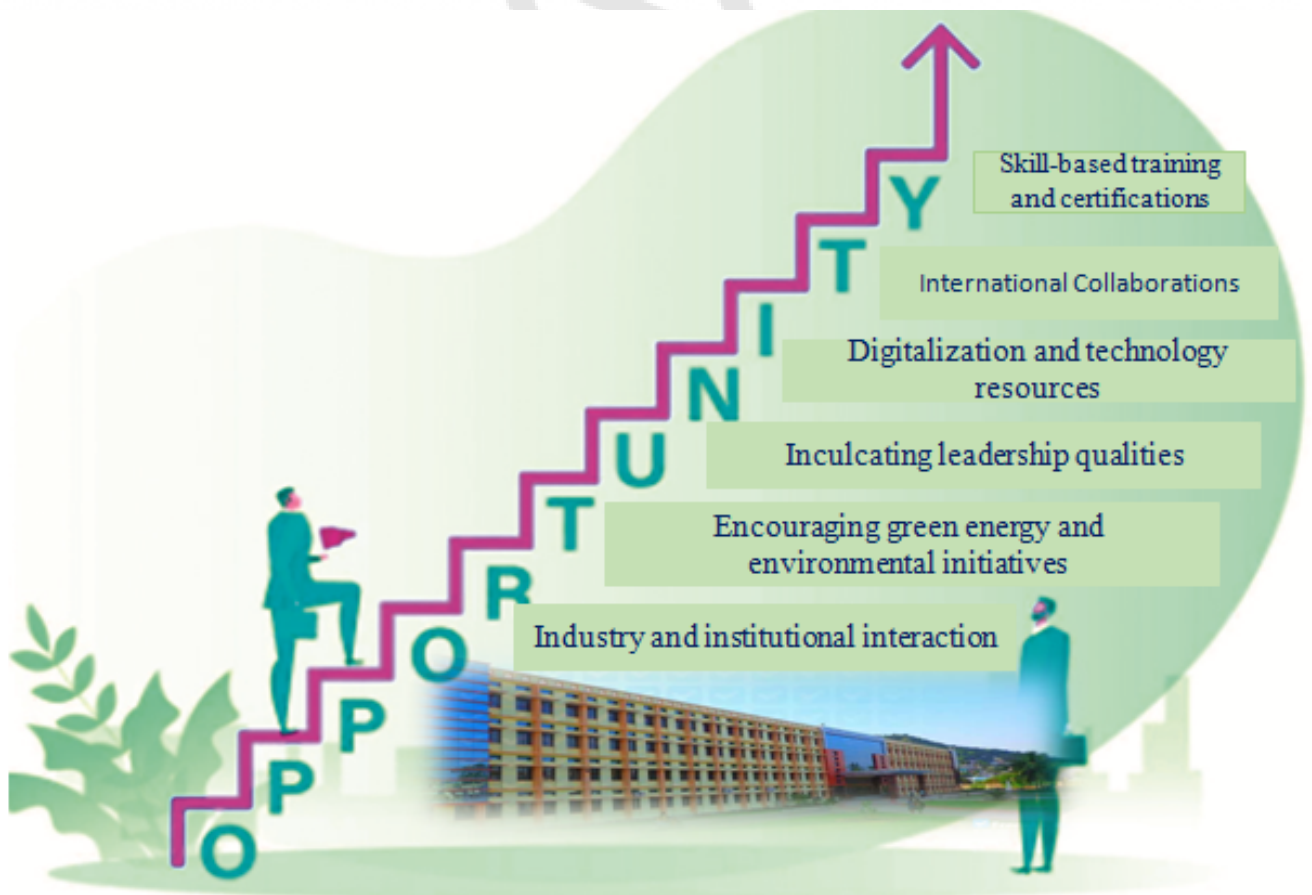 Skill-based training
and certifications
International Collaborations
Digitalization and technology
resources
Inculcating leadership qualities
Encouraging green energy and
environmental initiatives
Industry and institutional interaction
OPPORTUNITY